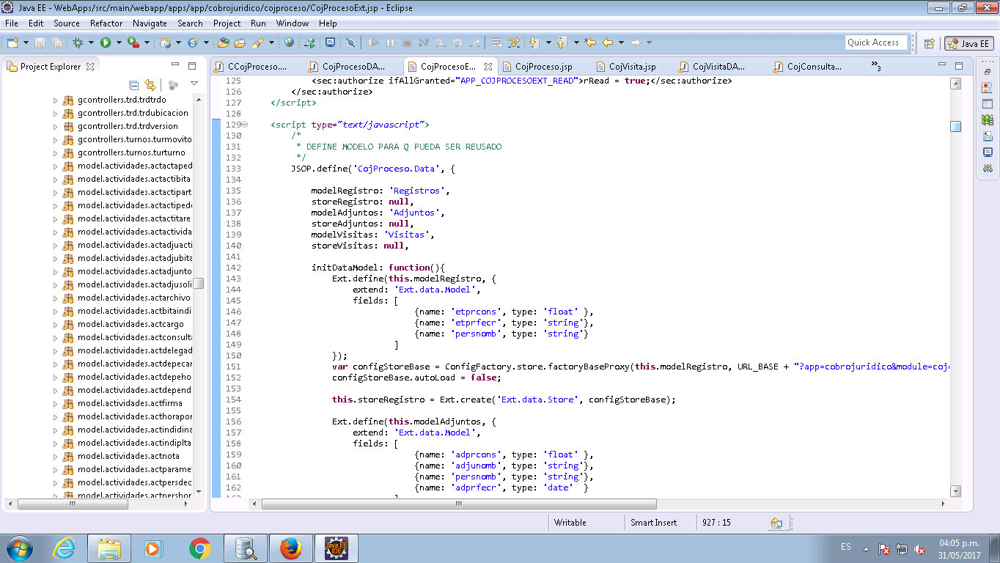 Java EE - WebApps/src/main/webapp/apps/app/cobrojuridico/cojproceso/CojProcesoExt.jsp - Eclipse
File Edit Source Refactor Navigate Search Project Run Window Help
Quick Access
Java EE
Project Explorer
gcontrollers.trd.trdtrdo
gcontrollers.trd.trdubicacion
gcontrollers.trd.trdversion
gcontrollers.turnos.turmovito
gcontrollers.turnos.turturno
model.actividades.actactaped
model.actividades.actactibita
model.actividades.actactipart
model.actividades.actactiped
model.actividades.actactitare
model.actividades.actactivida
model.actividades.actadjuacti
model.actividades.actadjubita
model.actividades.actadjunto
model.actividades.actadjusoli
model.actividades.actarchivo
model.actividades.actbitaindi
model.actividades.actcargo
model.actividades.actconsulta
model.actividades.actdelegad
model.actividades.actdepecar
model.actividades.actdepeho
model.actividades.actdepend
model.actividades.actfirma
model.actividades.acthorapor
model.actividades.actindidina
model.actividades.actindiplta
model.actividades.actnota
model.actividades.actparamet
model.actividades.actpersdec
CCojProceso.... CojProcesoDA... CojProcesoE... CojProceso.jsp CojVisita.jsp CojVisitaDA... CojConsulta... »3
125 <sec:authorize ifAllGranted="APP_COJPROCESOEXT_READ">rRead = true;</sec:authorize>
126 </sec:authorize>
127 </script>
128
129 <script type="text/javascript">
130 /*
131 * DEFINE MODELO PARA Q PUEDA SER REUSADO
132 */
133 JSOP.define('CojProceso.Data', {
134
135 modelRegistro: 'Registros',
136 storeRegistro: null,
137 modelAdjuntos: 'Adjuntos',
138 storeAdjuntos: null,
139 modelVisitas: 'Visitas',
140 storeVisitas: null,
141
142 initDataModel: function(){
143 Ext.define(this.modelRegistro, {
144 extend: 'Ext.data.Model',
145 fields: [
146 {name: 'etprcons', type: 'float' },
147 {name: 'etprfecr', type: 'string'},
148 {name: 'persnomb', type: 'string'}
149 ]
150 });
151 var configStoreBase = ConfigFactory.store.factoryBaseProxy(this.modelRegistro, URL_BASE + "?app=cobrojuridico&module=coj
152 configStoreBase.autoLoad = false;
153
154 this.storeRegistro = Ext.create('Ext.data.Store', configStoreBase);
155
156 Ext.define(this.modelAdjuntos, {
157 extend: 'Ext.data.Model',
158 fields: [
159 {name: 'adprcons', type: 'float' },
160 {name: 'adjunomb', type: 'string'},
161 {name: 'persnomb', type: 'string'},
162 {name: 'adprfecr', type: 'date' }
Writable Smart Insert 927 : 15
Java EE IDE
ES
04:05 p.m.
31/05/2017